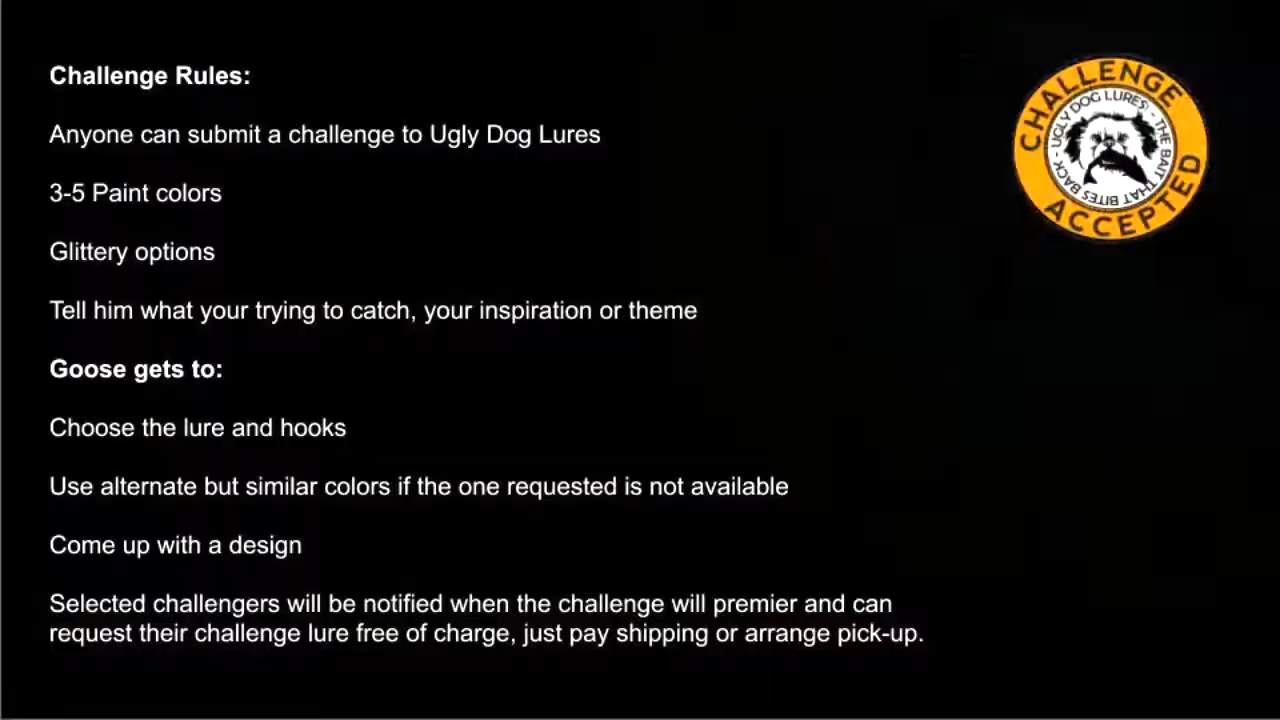 Challenge Rules:
Anyone can submit a challenge to Ugly Dog Lures
3-5 Paint colors
Glittery options
Tell him what your trying to catch, your inspiration or theme
Goose gets to:
Choose the lure and hooks
Use alternate but similar colors if the one requested is not available
Come up with a design
Selected challengers will be notified when the challenge will premier and can
request their challenge lure free of charge, just pay shipping or arrange pick-up.
CHALLENGE
UGLY DOG LURES! - THE BAIT THAT BITES BACK -
ACCEPTED